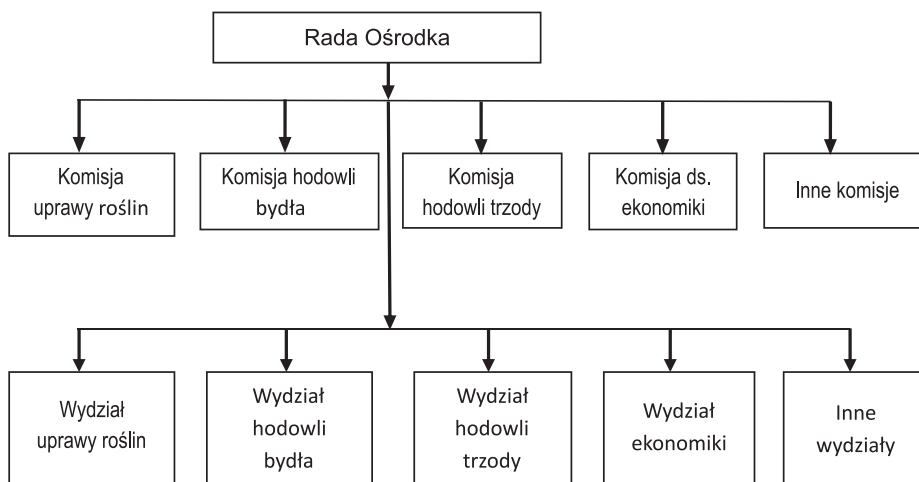 Rada Ośrodka
Komisja
uprawy roślin
Komisja hodowli
bydła
Komisja
hodowli trzody
Komisja ds.
ekonomiki
Inne komisje
Wydział
uprawy roślin
Wydział
hodowli
bydła
Wydział
hodowli
trzody
Wydział
ekonomiki
Inne
wydziały